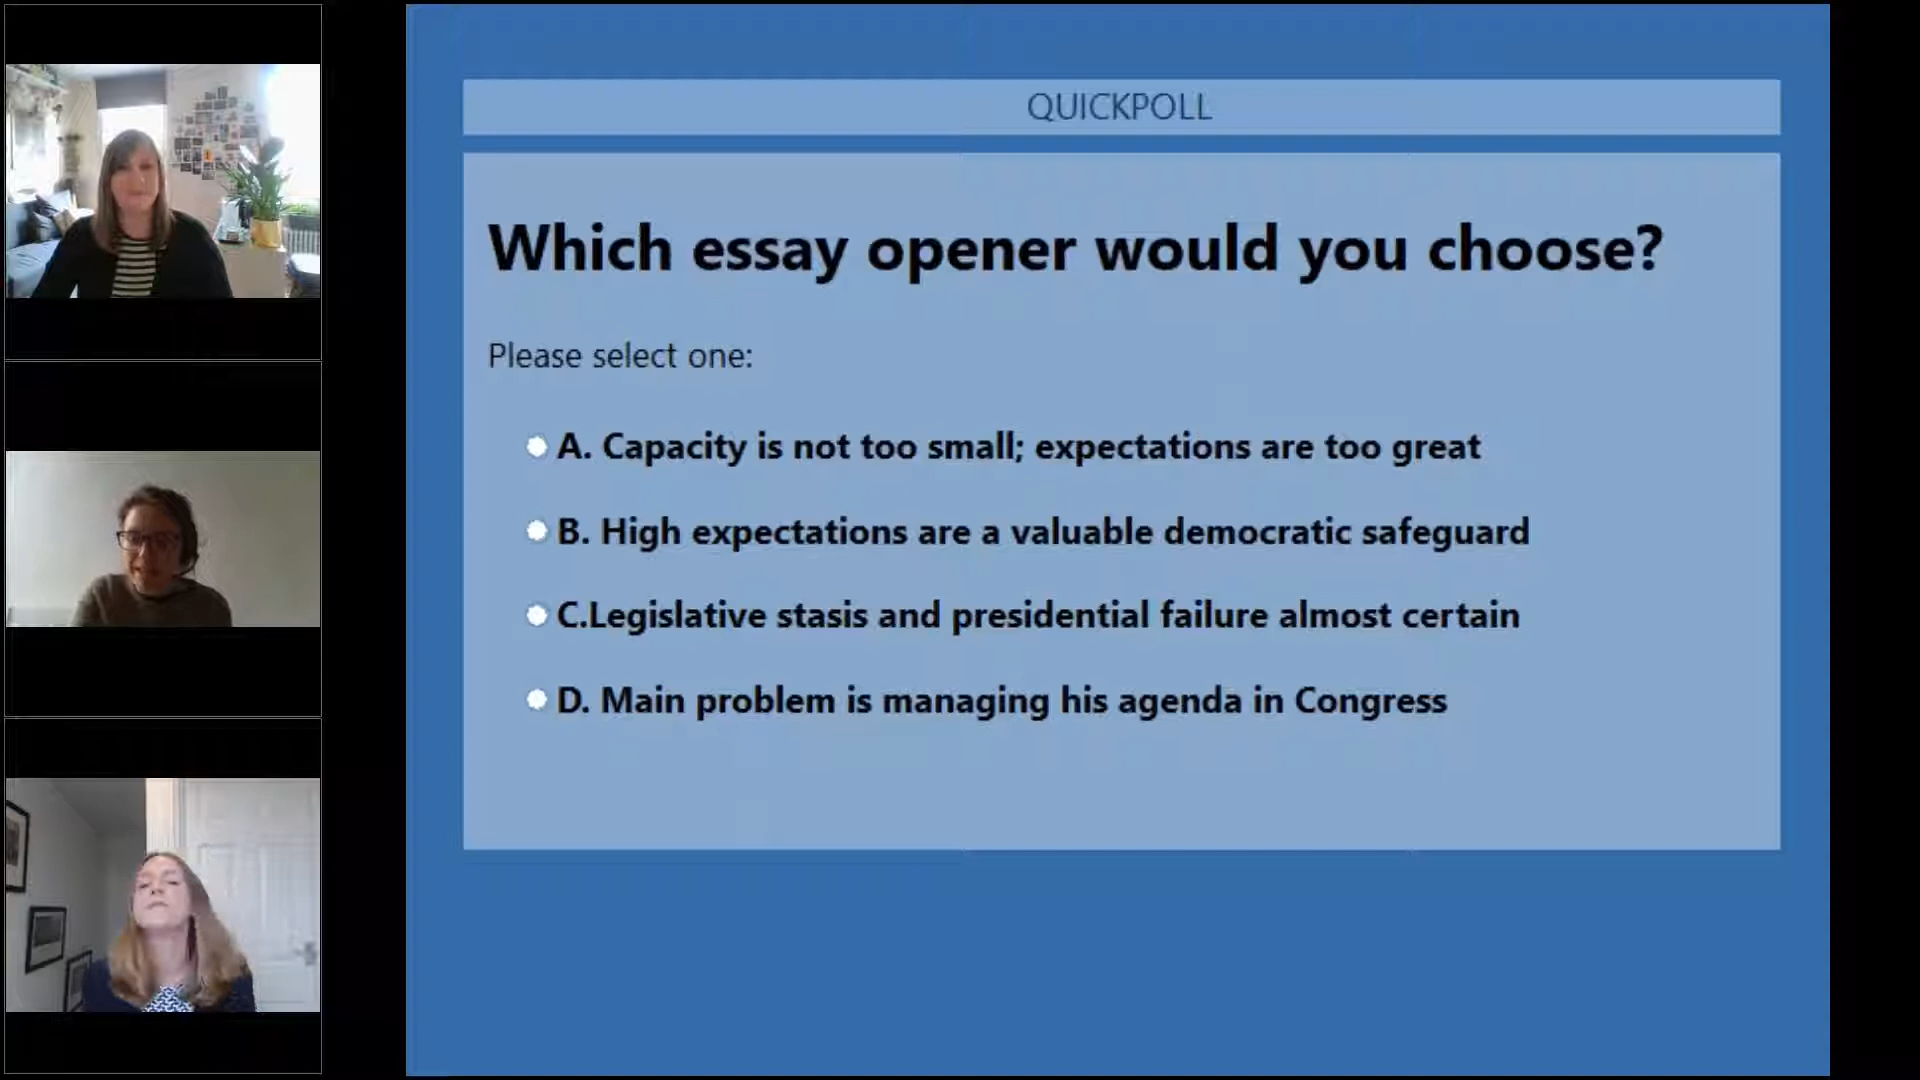 QUICKPOLL
Which essay opener would you choose?
Please select one:
A. Capacity is not too small; expectations are too great
B. High expectations are a valuable democratic safeguard
C.Legislative stasis and presidential failure almost certain
D. Main problem is managing his agenda in Congress